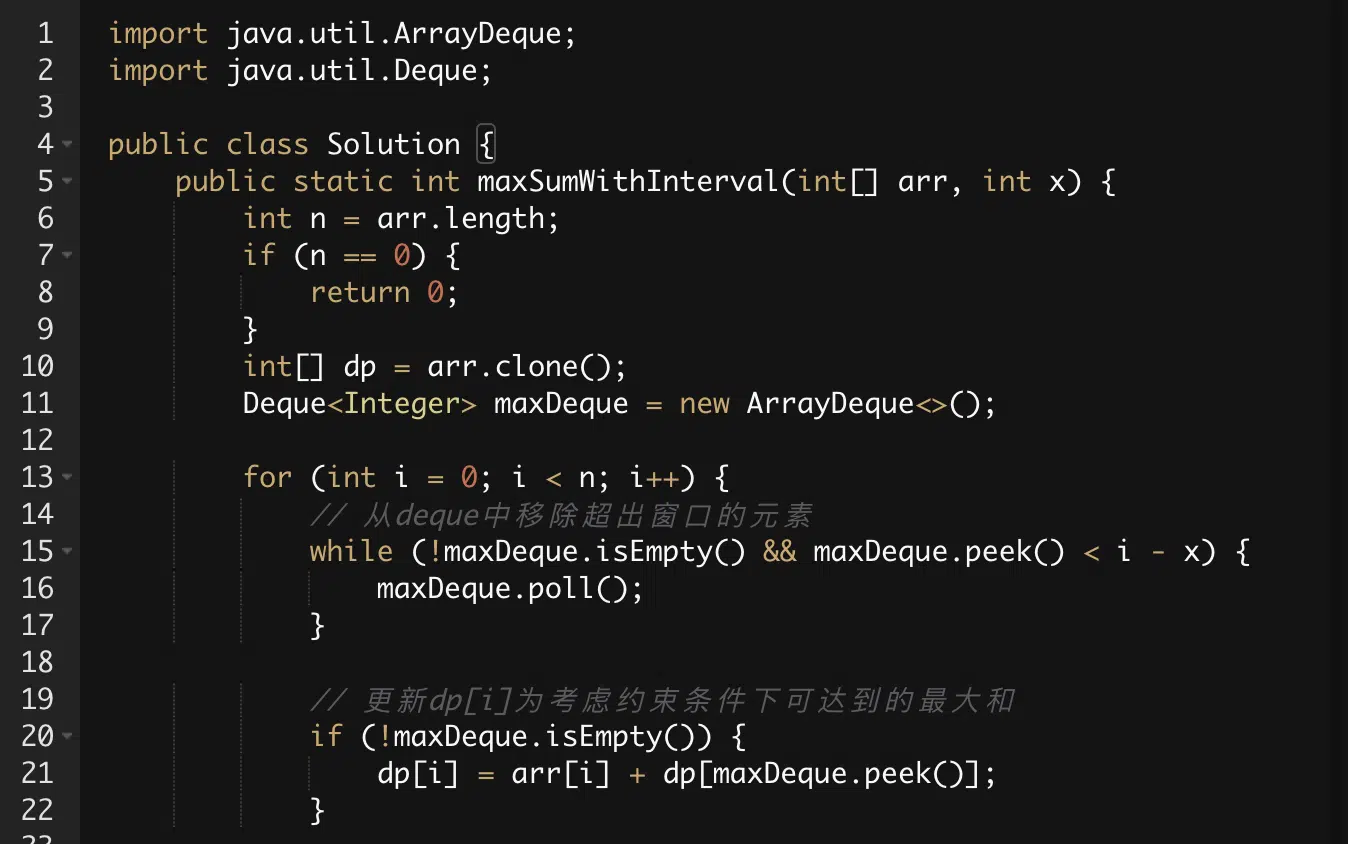 1 import java.util.ArrayDeque;
2 import java.util.Deque;
3
4 public class Solution {
5     public static int maxSumWithInterval(int[] arr, int x) {
6         int n = arr.length;
7         if (n == 0) {
8             return 0;
9         }
10         int[] dp = arr.clone();
11         Deque<Integer> maxDeque = new ArrayDeque<>();
12
13         for (int i = 0; i < n; i++) {
14             // 从deque中移除超出窗口的元素
15             while (!maxDeque.isEmpty() && maxDeque.peek() < i - x) {
16                 maxDeque.poll();
17             }
18
19             // 更新dp[i]为考虑约束条件下可达到的最大和
20             if (!maxDeque.isEmpty()) {
21                 dp[i] = arr[i] + dp[maxDeque.peek()];
22             }